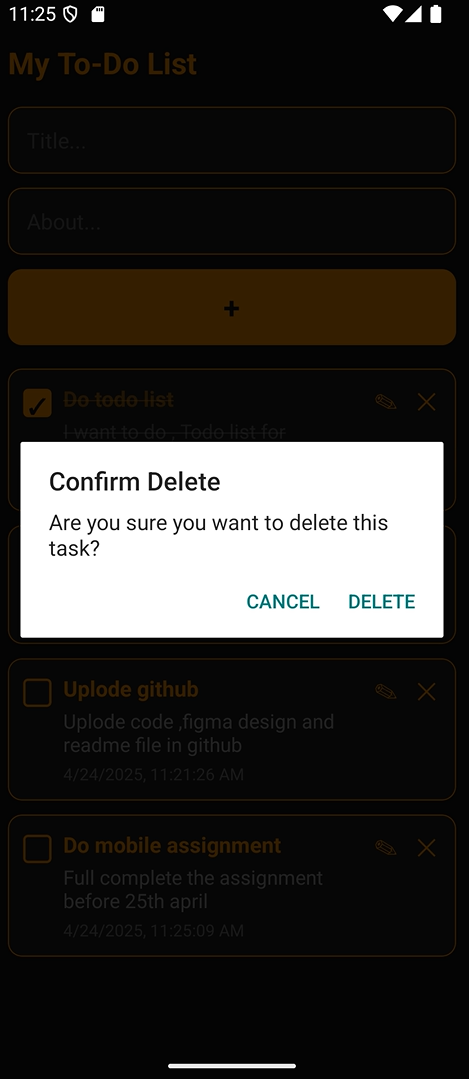 11:25
My To-Do List
Title...
About...
+
Do todo list
I want to do , Todo list for
Confirm Delete
Are you sure you want to delete this
task?
CANCEL DELETE
Uplode github
Uplode code ,figma design and
readme file in github
4/24/2025, 11:21:26 AM
Do mobile assignment
Full complete the assignment
before 25th april
4/24/2025, 11:25:09 AM